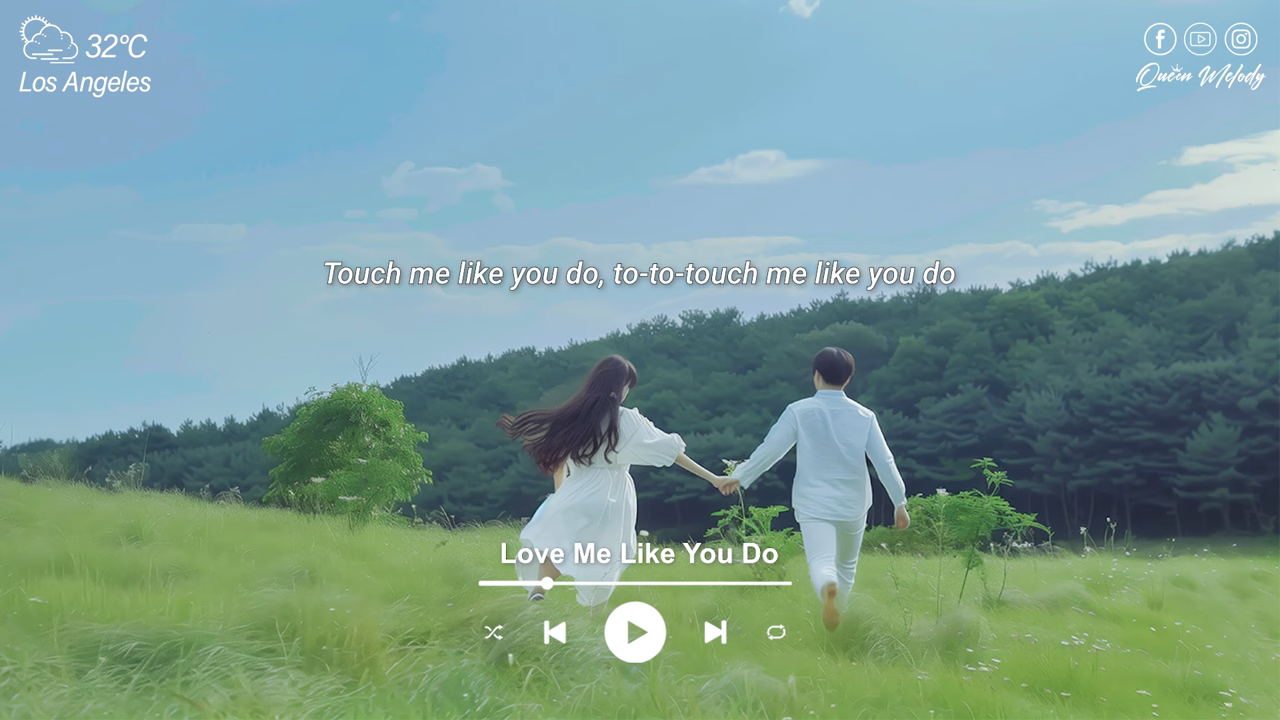 32°C
Los Angeles
Queen Melody
Touch me like you do, to-to-touch me like you do
Love Me Like You Do